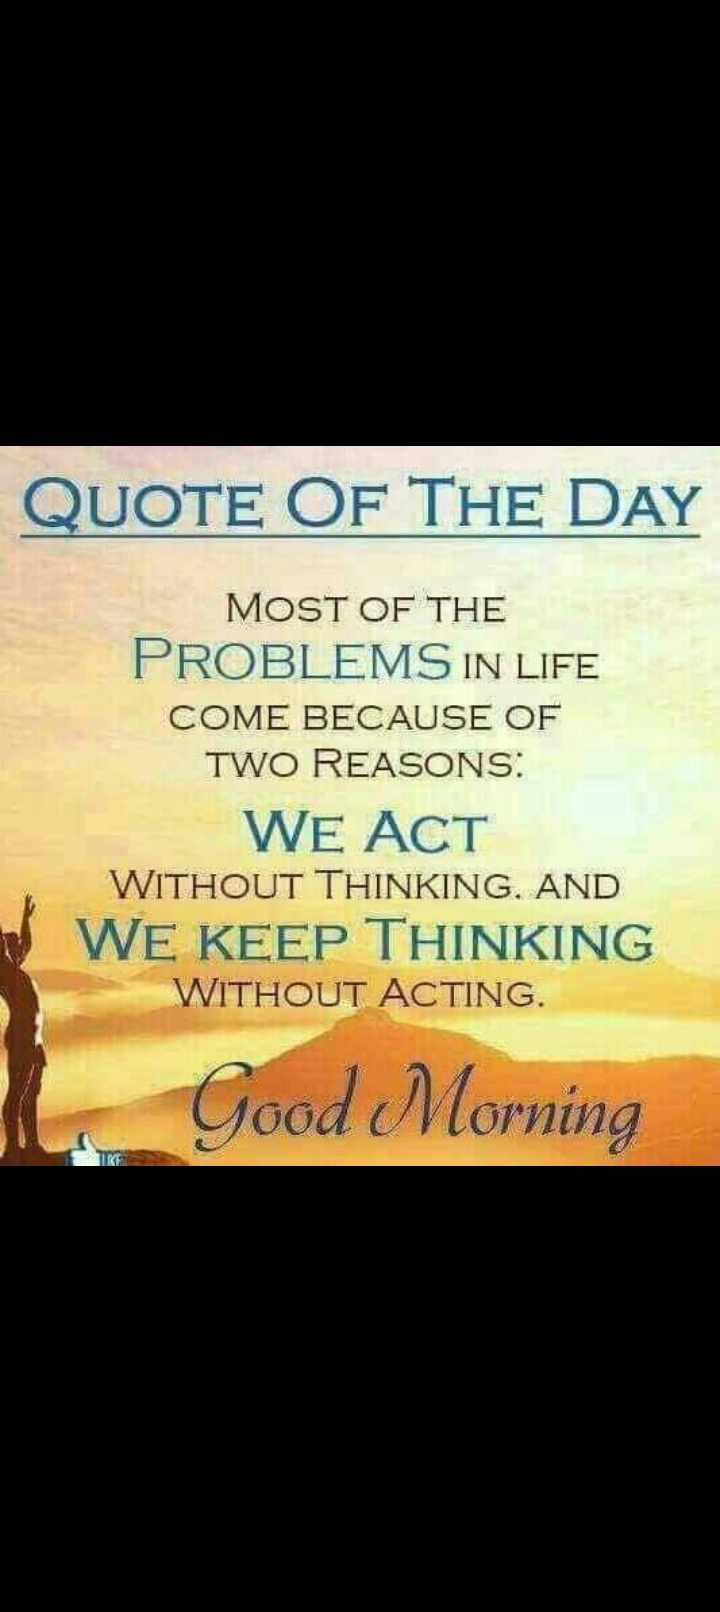 QUOTE OF THE DAY
MOST OF THE
PROBLEMS IN LIFE
COME BECAUSE OF
TWO REASONS:
WE ACT
WITHOUT THINKING. AND
WE KEEP THINKING
WITHOUT ACTING.
Good Morning
LIKE